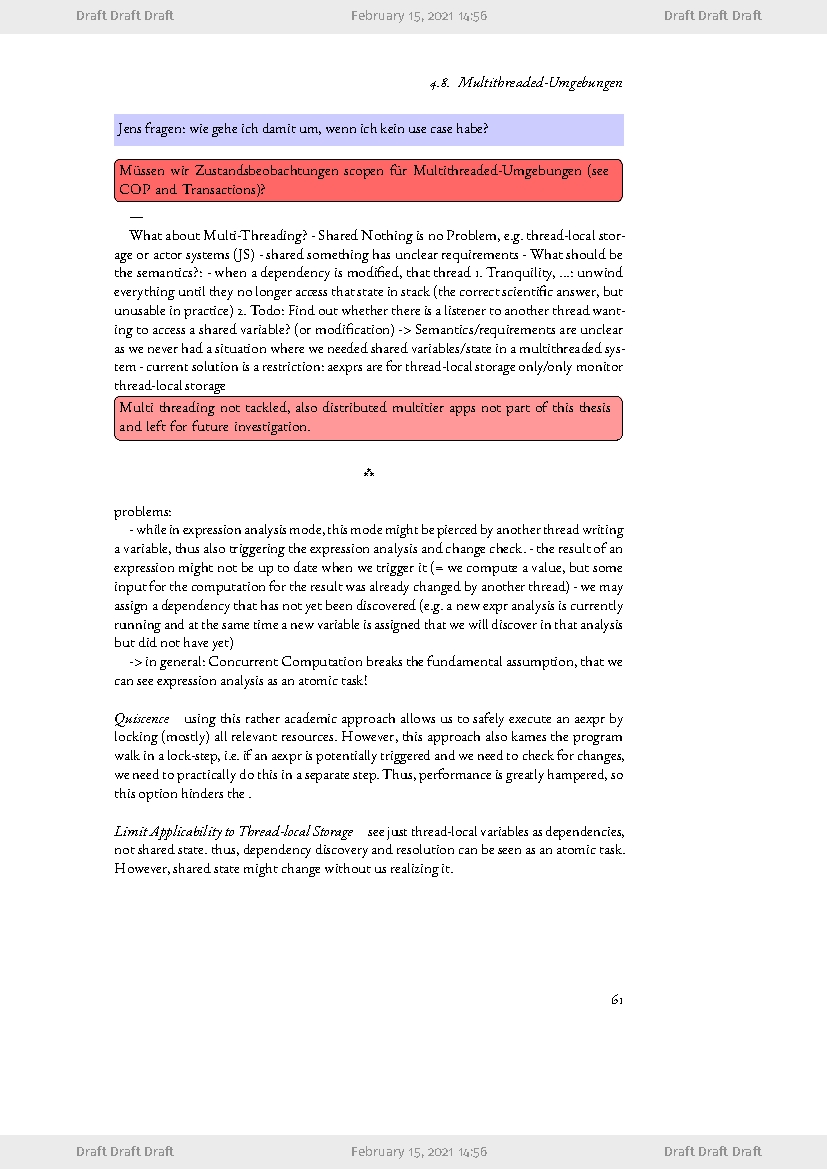 Draft Draft Draft February 15, 2021 14:56 Draft Draft Draft
4.8. Multithreaded-Umgebungen
Jens fragen: wie gehe ich damit um, wenn ich kein use case habe?
Müssen wir Zustandsbeobachtungen scopen für Multithreaded-Umgebungen (see
COP and Transactions)?
—
What about Multi-Threading? - Shared Nothing is no Problem, e.g. thread-local stor-
age or actor systems (JS) - shared something has unclear requirements - What should be
the semantics?: - when a dependency is modified, that thread 1. Tranquility, ...: unwind
everything until they no longer access that state in stack (the correct scientific answer, but
unusable in practice) 2. Todo: Find out whether there is a listener to another thread want-
ing to access a shared variable? (or modification) -> Semantics/requirements are unclear
as we never had a situation where we needed shared variables/state in a multithreaded sys-
tem - current solution is a restriction: aexprs are for thread-local storage only/only monitor
thread-local storage
Multi threading not tackled, also distributed multitier apps not part of this thesis
and left for future investigation.
⁂
problems:
- while in expression analysis mode, this mode might be pierced by another thread writing
a variable, thus also triggering the expression analysis and change check. - the result of an
expression might not be up to date when we trigger it (= we compute a value, but some
input for the computation for the result was already changed by another thread) - we may
assign a dependency that has not yet been discovered (e.g. a new expr analysis is currently
running and at the same time a new variable is assigned that we will discover in that analysis
but did not have yet)
-> in general: Concurrent Computation breaks the fundamental assumption, that we
can see expression analysis as an atomic task!
Quiscence using this rather academic approach allows us to safely execute an aexpr by
locking (mostly) all relevant resources. However, this approach also kames the program
walk in a lock-step, i.e. if an aexpr is potentially triggered and we need to check for changes,
we need to practically do this in a separate step. Thus, performance is greatly hampered, so
this option hinders the .
Limit Applicability to Thread-local Storage see just thread-local variables as dependencies,
not shared state. thus, dependency discovery and resolution can be seen as an atomic task.
However, shared state might change without us realizing it.
61
Draft Draft Draft February 15, 2021 14:56 Draft Draft Draft